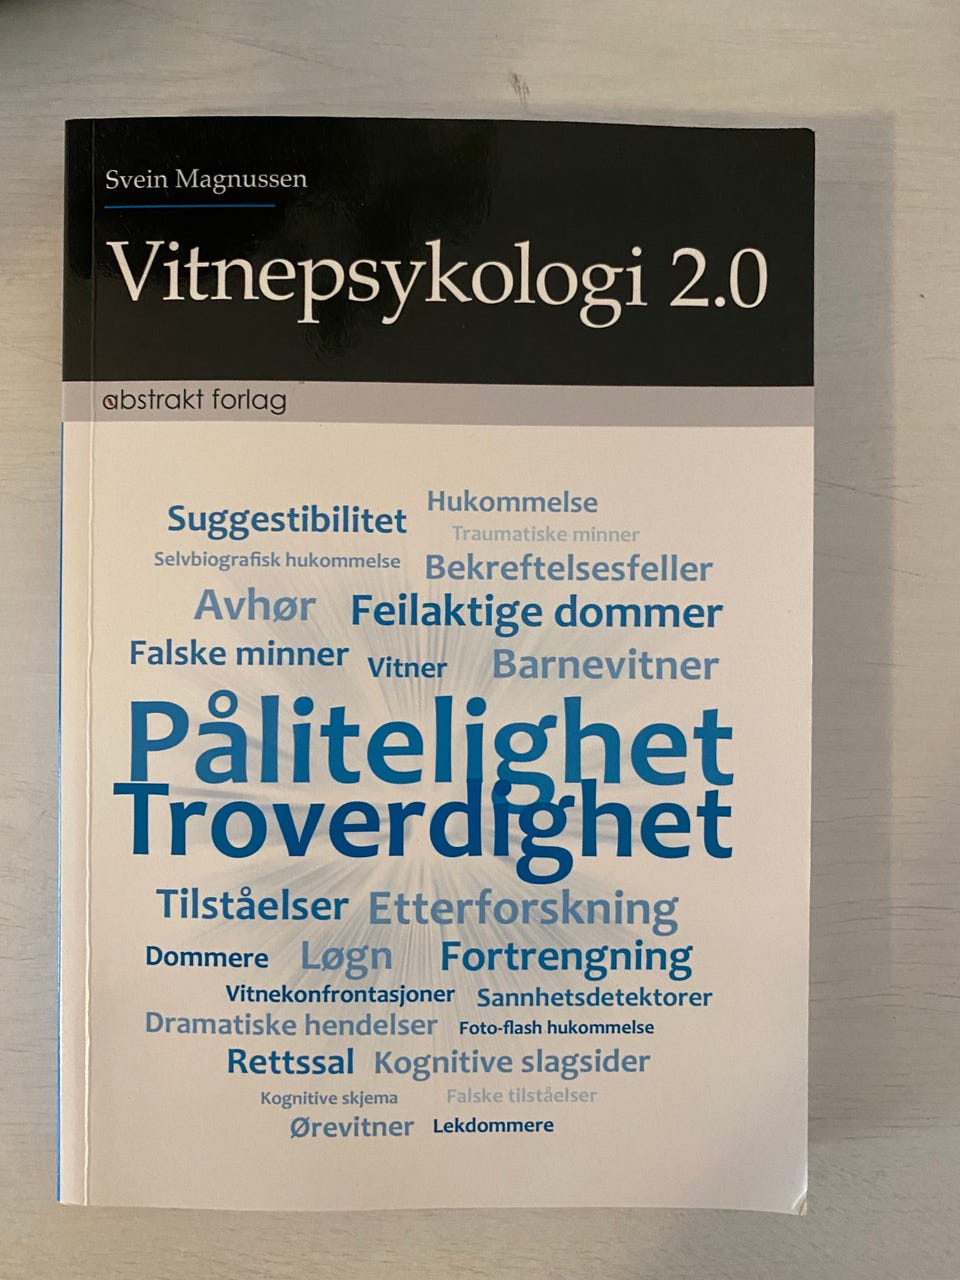 Svein Magnussen
Vitnepsykologi 2.0
abstrakt forlag
Hukommelse
Suggestibilitet
Traumatiske minner
Selvbiografisk hukommelse
Bekreftelsesfeller
Avhør Feilaktige dommer
Falske minner Vitner Barnevitner
Pålitelighet
Troverdighet
Tilståelser Etterforskning
Dommere Løgn Fortrengning
Vitnekonfrontasjoner Sannhetsdetektorer
Dramatiske hendelser Foto-flash hukommelse
Rettssal Kognitive slagsider
Kognitive skjema Falske tilståelser
Ørevitner Lekdommere